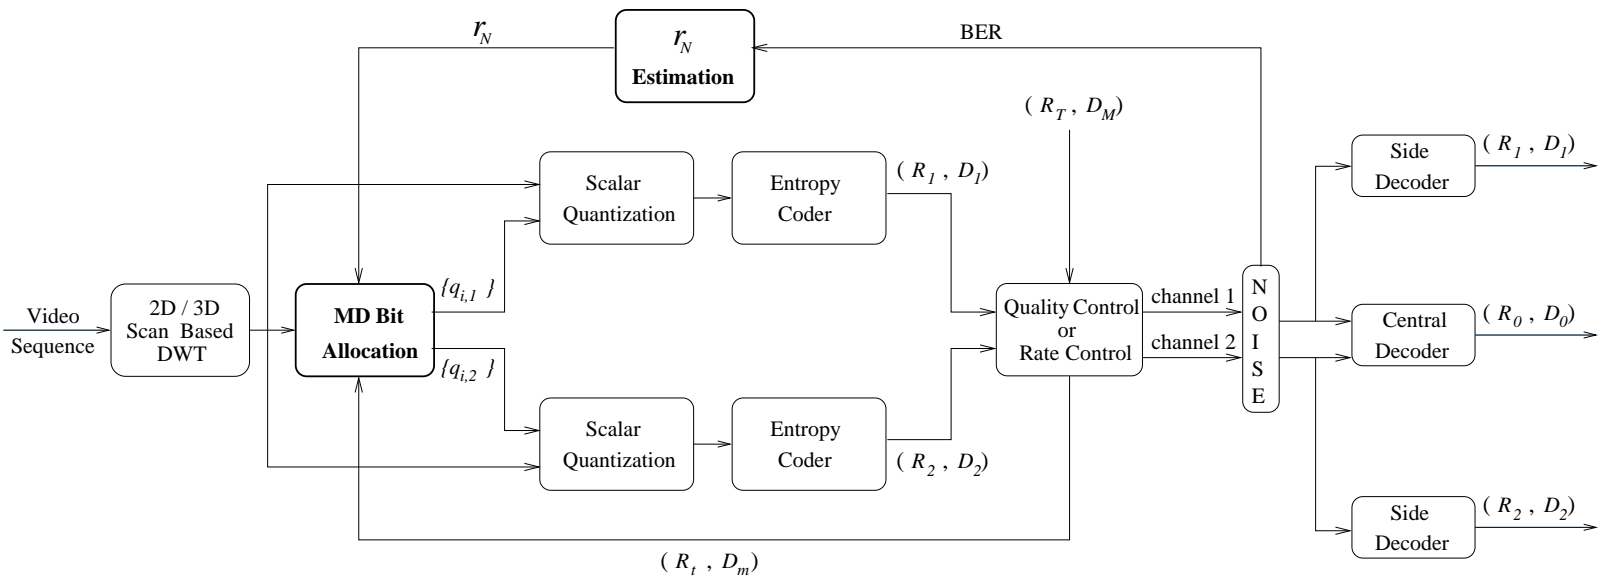 r_N
r_N
Estimation
BER
( R_T , D_M)
Scalar
Quantization
Entropy
Coder
( R_1 , D_1)
Side
Decoder
( R_1 , D_1)
Video
Sequence
2D / 3D
Scan Based
DWT
MD Bit
Allocation
{q_{i,1} }
{q_{i,2} }
Quality Control
or
Rate Control
channel 1
channel 2
N
O
I
S
E
Central
Decoder
( R_0 , D_0)
Scalar
Quantization
Entropy
Coder
( R_2 , D_2)
Side
Decoder
( R_2 , D_2)
( R_t , D_m)